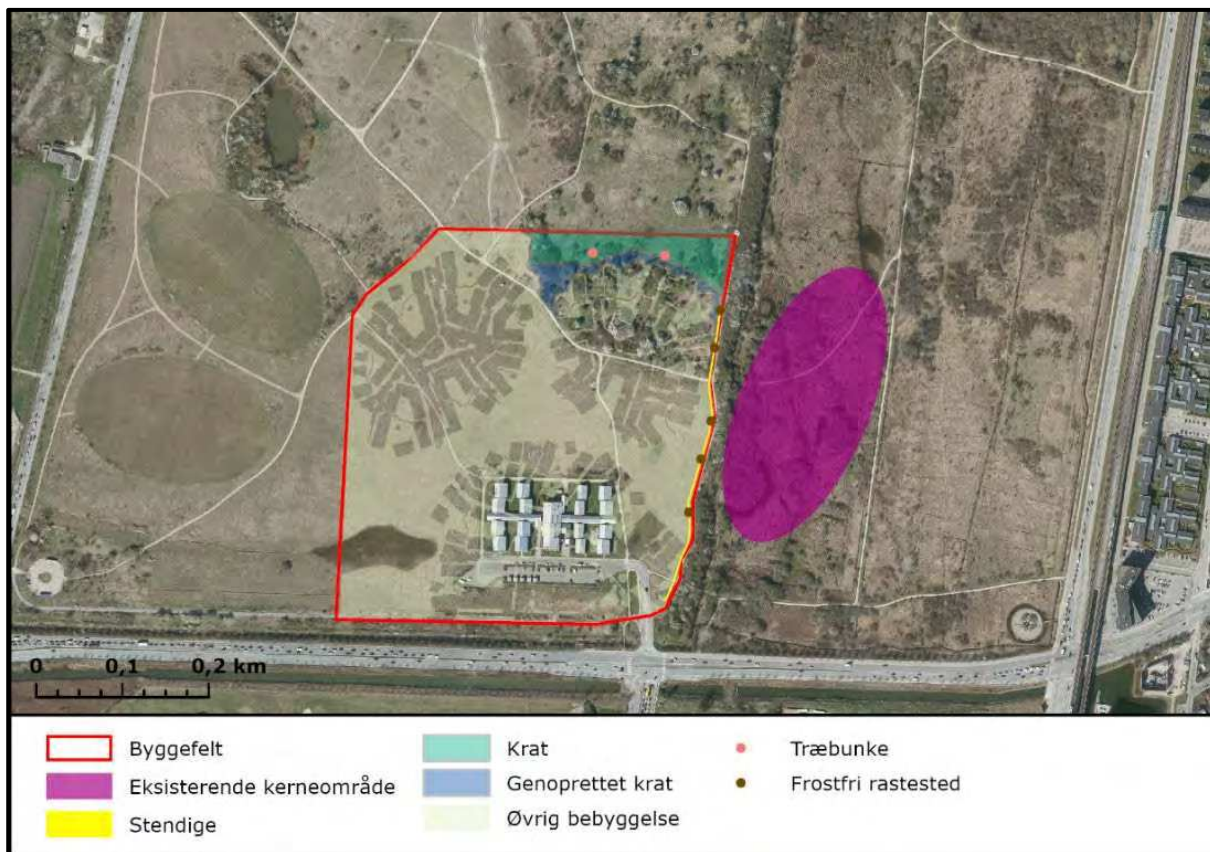 0 0,1 0,2 km
Byggefelt
Eksisterende kerneområde
Stendige
Krat
Genoprettet krat
Øvrig bebyggelse
Træbunke
Frostfri rastested